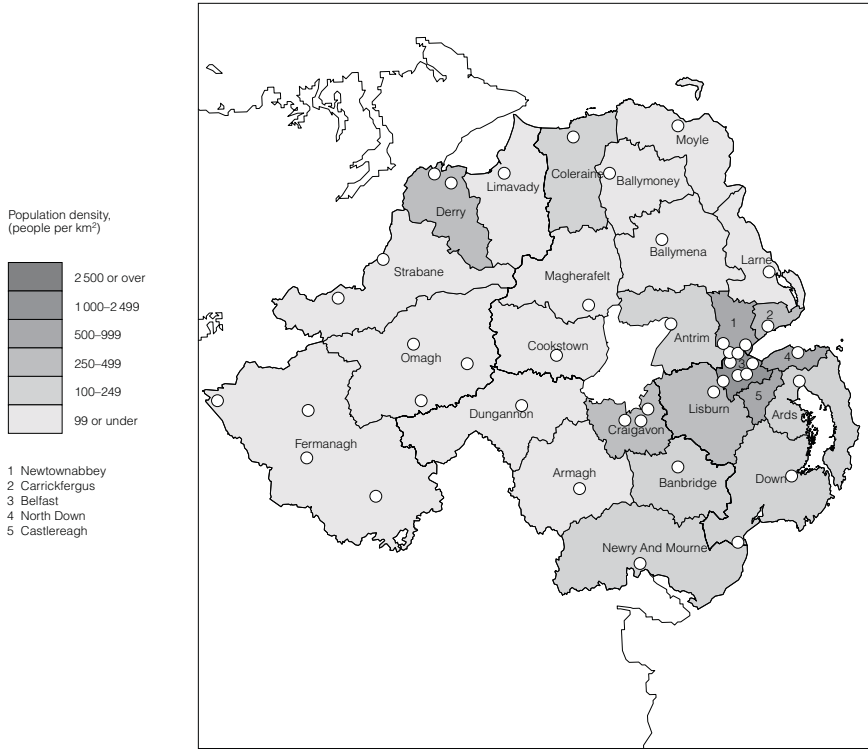 Population density,
(people per km²)
2 500 or over
1 000–2 499
500–999
250–499
100–249
99 or under
1 Newtownabbey
2 Carrickfergus
3 Belfast
4 North Down
5 Castlereagh
Moyle
Coleraine
Limavady
Ballymoney
Derry
Ballymena
Larne
Strabane
Magherafelt
1
2
Antrim
Cookstown
Omagh
3
4
5
Lisburn
Ards
Dungannon
Craigavon
Fermanagh
Armagh
Banbridge
Down
Newry And Mourne